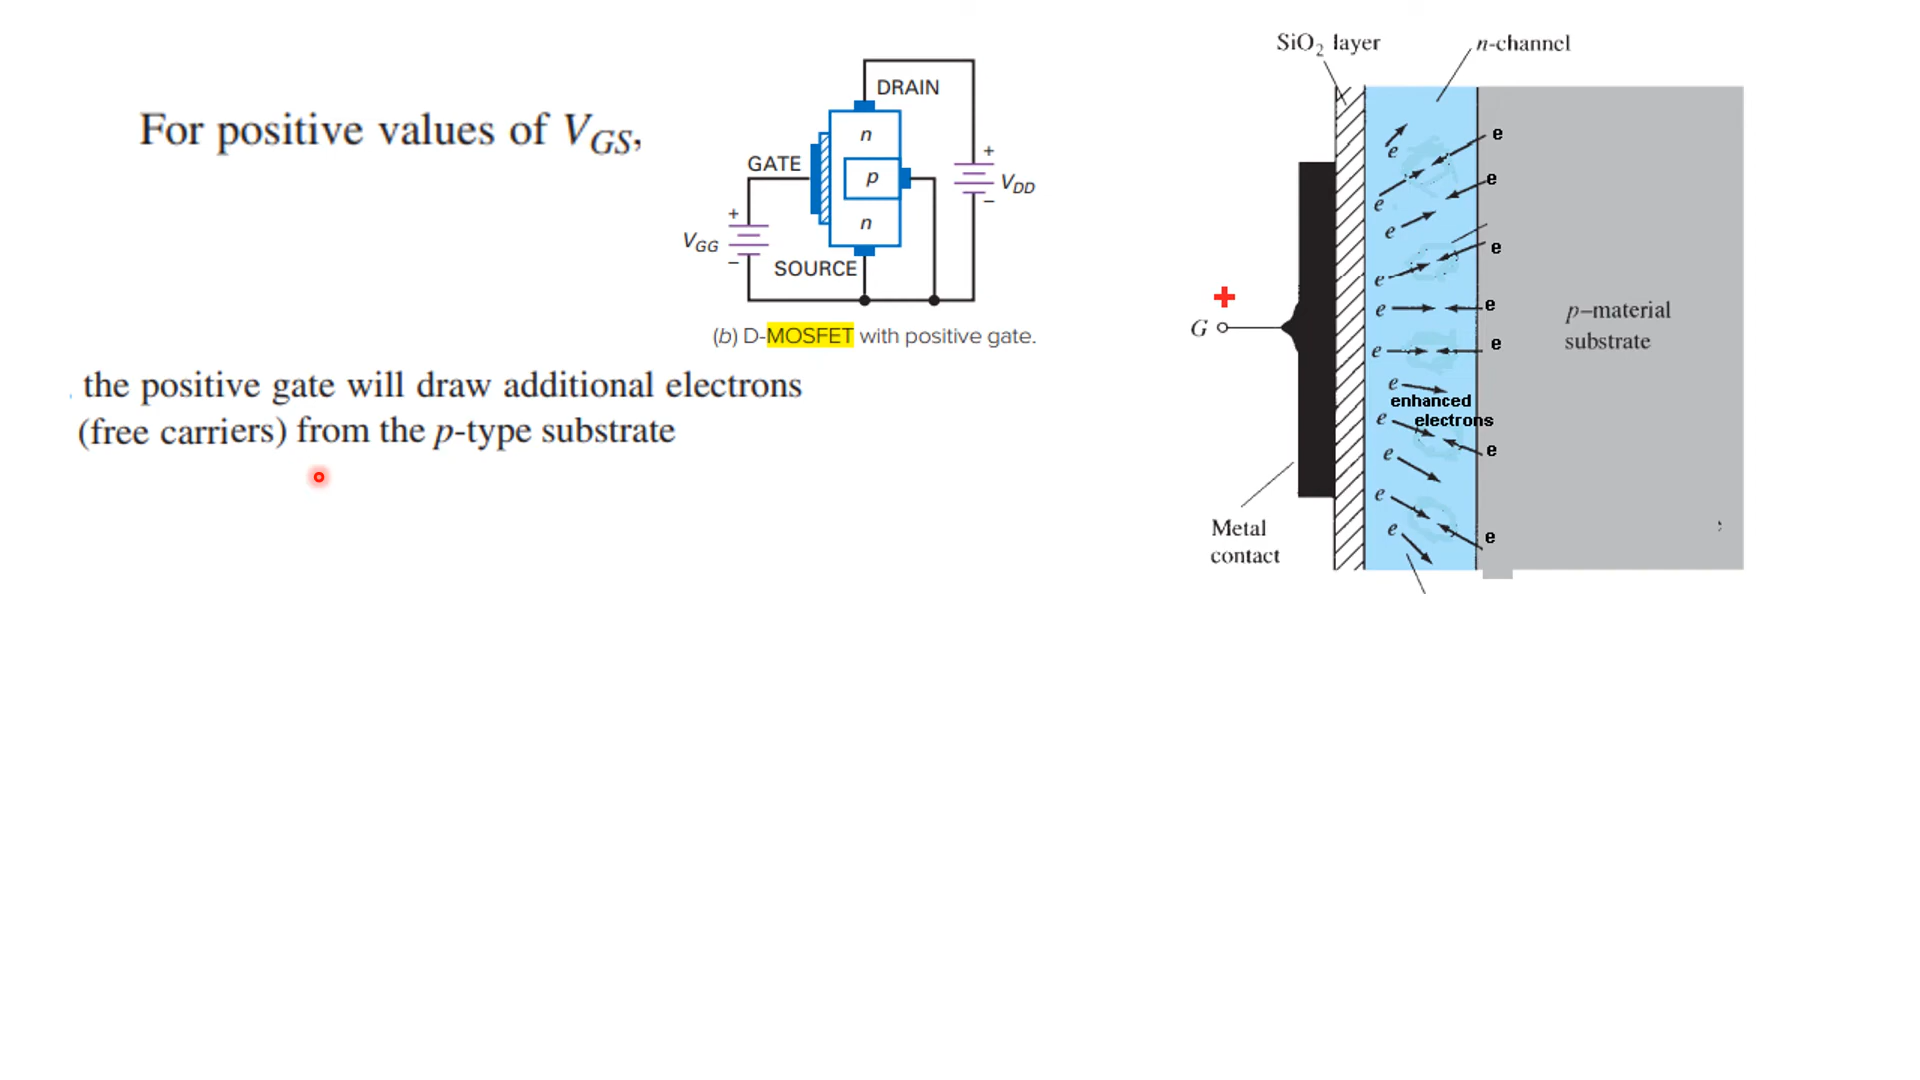 For positive values of VGS,
DRAIN
n
GATE
p
+
VDD
−
+
n
VGG
−
SOURCE
(b) D-MOSFET with positive gate.
the positive gate will draw additional electrons
(free carriers) from the p-type substrate
SiO2 layer
n-channel
e
e
e
e
e
e
e
e
+
G
e
e
e
e
p–material
substrate
e
enhanced
electrons
e
e
e
e
e
e
Metal
contact